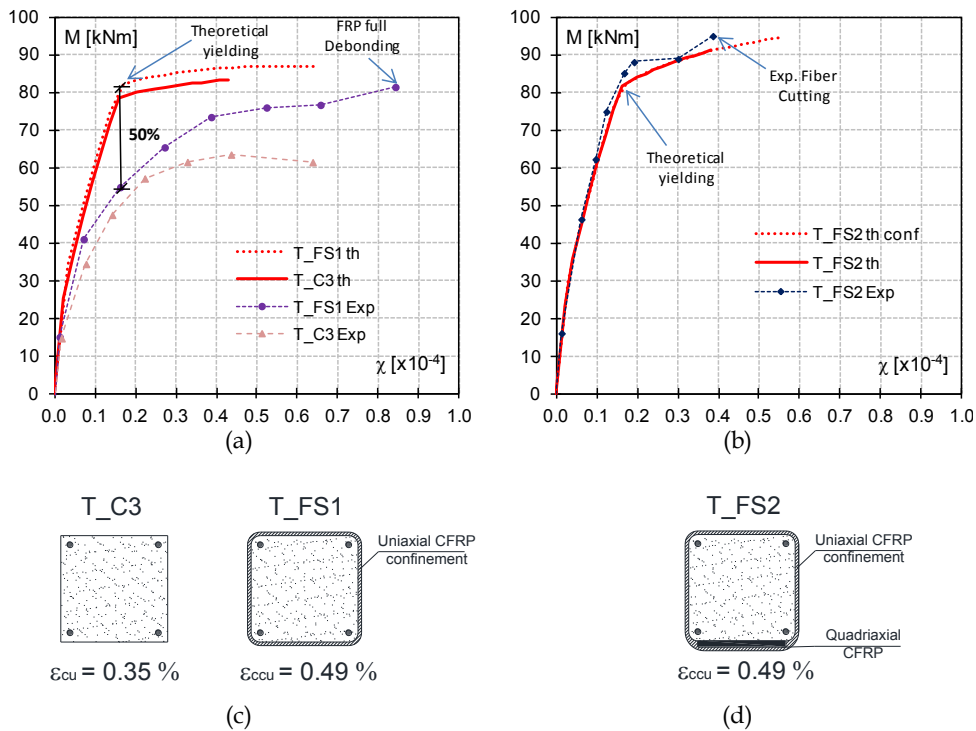 M [kNm]
Theoretical
yielding
FRP full
Debonding
50%
100
90
80
70
60
50
40
30
20
10
0
T_FS1 th
T_C3 th
T_FS1 Exp
T_C3 Exp
χ [x10-4]
0.0 0.1 0.2 0.3 0.4 0.5 0.6 0.7 0.8 0.9 1.0
(a)
M [kNm]
Exp. Fiber
Cutting
Theoretical
yielding
100
90
80
70
60
50
40
30
20
10
0
T_FS2 th conf
T_FS2 th
T_FS2 Exp
χ [x10-4]
0.0 0.1 0.2 0.3 0.4 0.5 0.6 0.7 0.8 0.9 1.0
(b)
T_C3
εcu = 0.35 %
T_FS1
Uniaxial CFRP
confinement
εccu = 0.49 %
(c)
T_FS2
Uniaxial CFRP
confinement
Quadriaxial
CFRP
εccu = 0.49 %
(d)